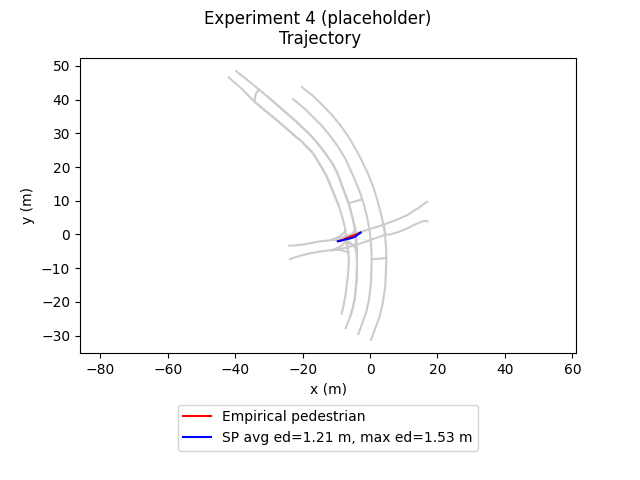 Experiment 4 (placeholder)
Trajectory
50
40
30
20
10
0
−10
−20
−30
y (m)
−80
−60
−40
−20
0
20
40
60
x (m)
Empirical pedestrian
SP avg ed=1.21 m, max ed=1.53 m